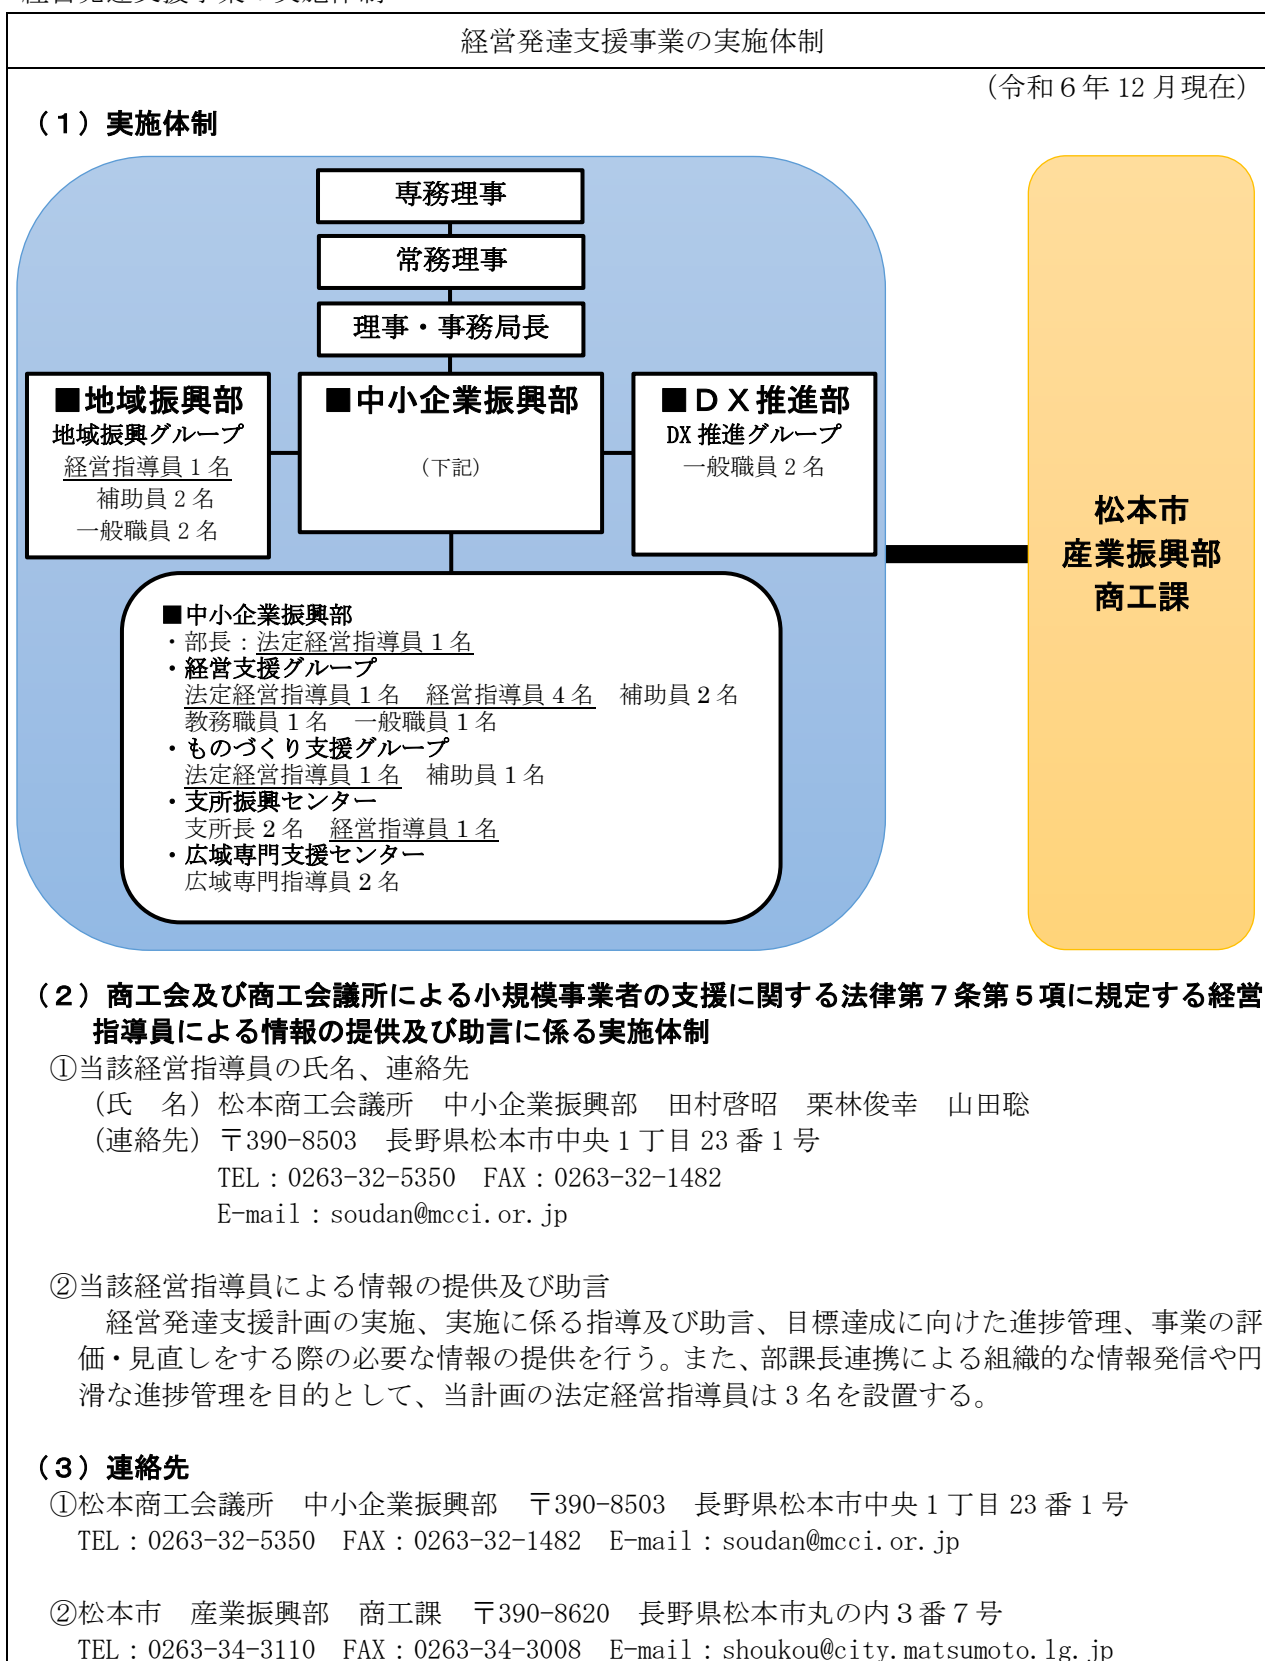 経営発達支援事業の実施体制
経営発達支援事業の実施体制
（令和６年 12 月現在）
（１）実施体制
専務理事
常務理事
理事・事務局長
■地域振興部
地域振興グループ
経営指導員 1 名
補助員 2 名
一般職員 2 名
■中小企業振興部
（下記）
■ＤＸ推進部
DX 推進グループ
一般職員 2 名
松本市
産業振興部
商工課
■中小企業振興部
・部長：法定経営指導員 1 名
・経営支援グループ
法定経営指導員 1 名　経営指導員 4 名　補助員 2 名
教務職員 1 名　一般職員 1 名
・ものづくり支援グループ
法定経営指導員 1 名　補助員 1 名
・支所振興センター
支所長 2 名　経営指導員 1 名
・広域専門支援センター
広域専門指導員 2 名
（２）商工会及び商工会議所による小規模事業者の支援に関する法律第７条第５項に規定する経営
指導員による情報の提供及び助言に係る実施体制
①当該経営指導員の氏名、連絡先
（氏　名）松本商工会議所　中小企業振興部　田村啓昭　栗林俊幸　山田聡
（連絡先）〒390-8503　長野県松本市中央 1 丁目 23 番 1 号
TEL：0263-32-5350　FAX：0263-32-1482
E-mail：soudan@mcci.or.jp
②当該経営指導員による情報の提供及び助言
経営発達支援計画の実施、実施に係る指導及び助言、目標達成に向けた進捗管理、事業の評
価・見直しをする際の必要な情報の提供を行う。また、部課長連携による組織的な情報発信や円
滑な進捗管理を目的として、当計画の法定経営指導員は 3 名を設置する。
（３）連絡先
①松本商工会議所　中小企業振興部　〒390-8503　長野県松本市中央 1 丁目 23 番 1 号
TEL：0263-32-5350　FAX：0263-32-1482　E-mail：soudan@mcci.or.jp
②松本市　産業振興部　商工課　〒390-8620　長野県松本市丸の内３番７号
TEL：0263-34-3110　FAX：0263-34-3008　E-mail：shoukou@city.matsumoto.lg.jp